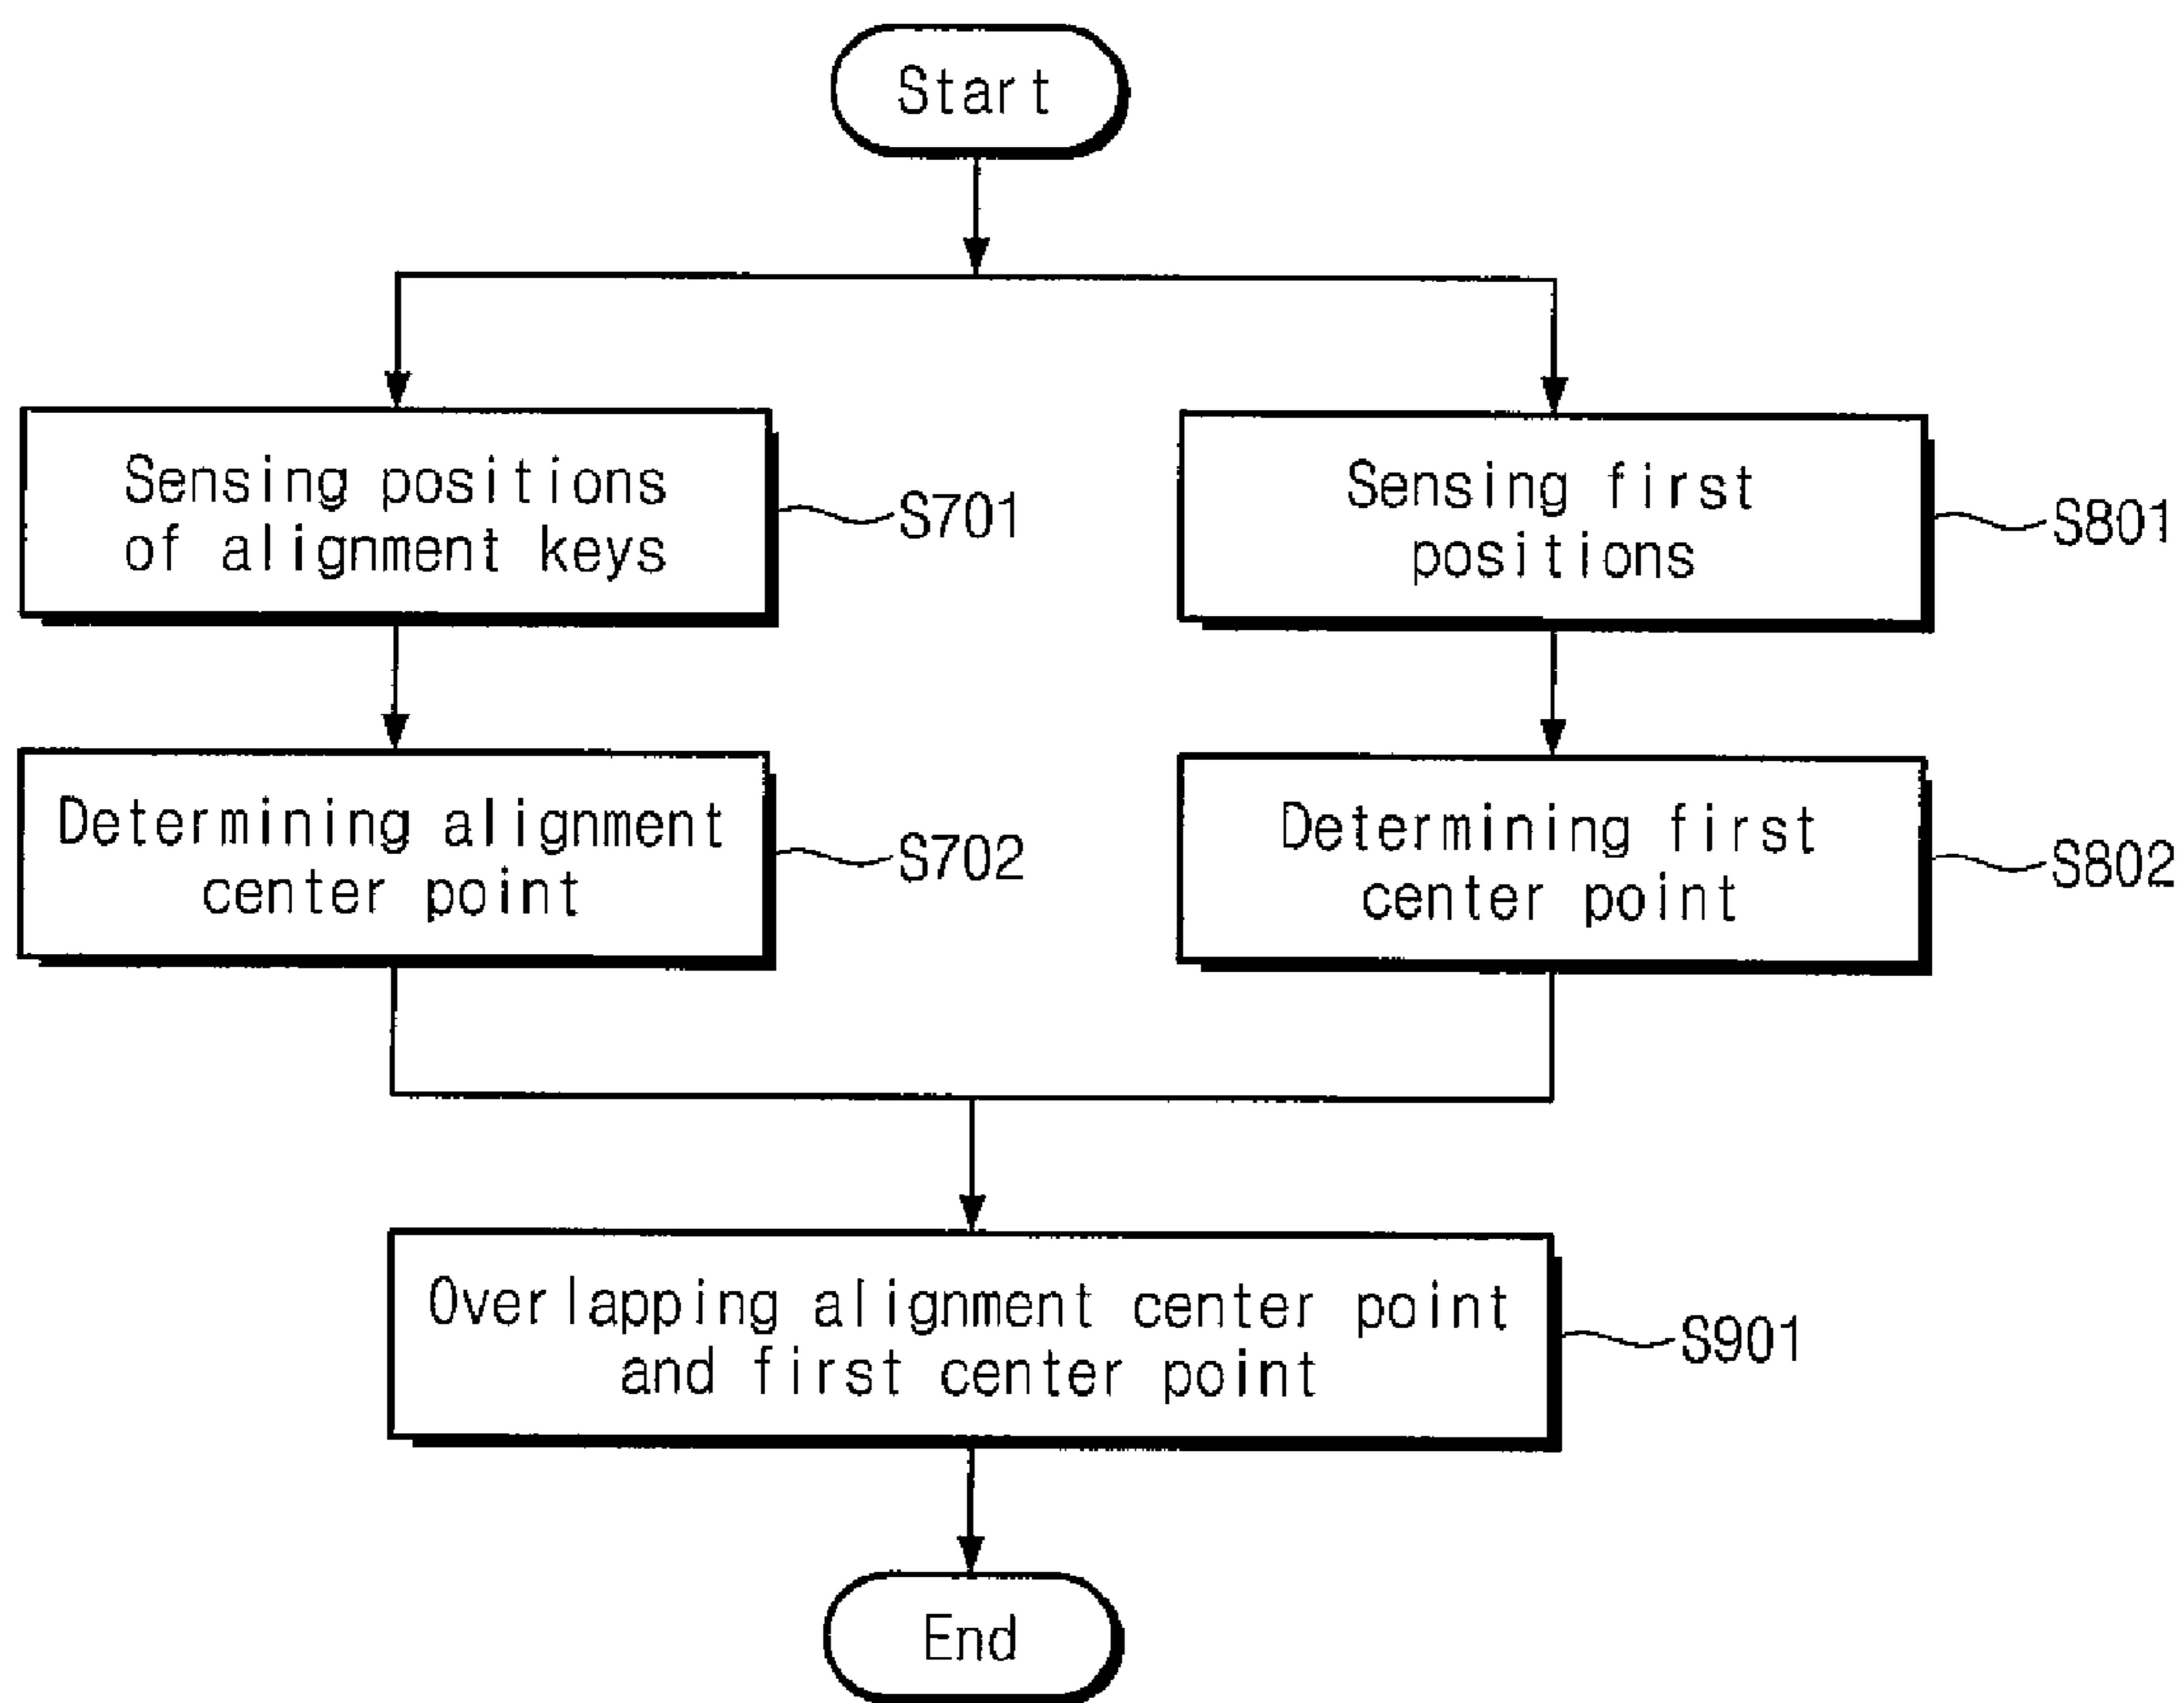 Start
Sensing positions
of alignment keys
S701
Sensing first
positions
S801
Determining alignment
center point
S702
Determining first
center point
S802
Overlapping alignment center point
and first center point
S901
End